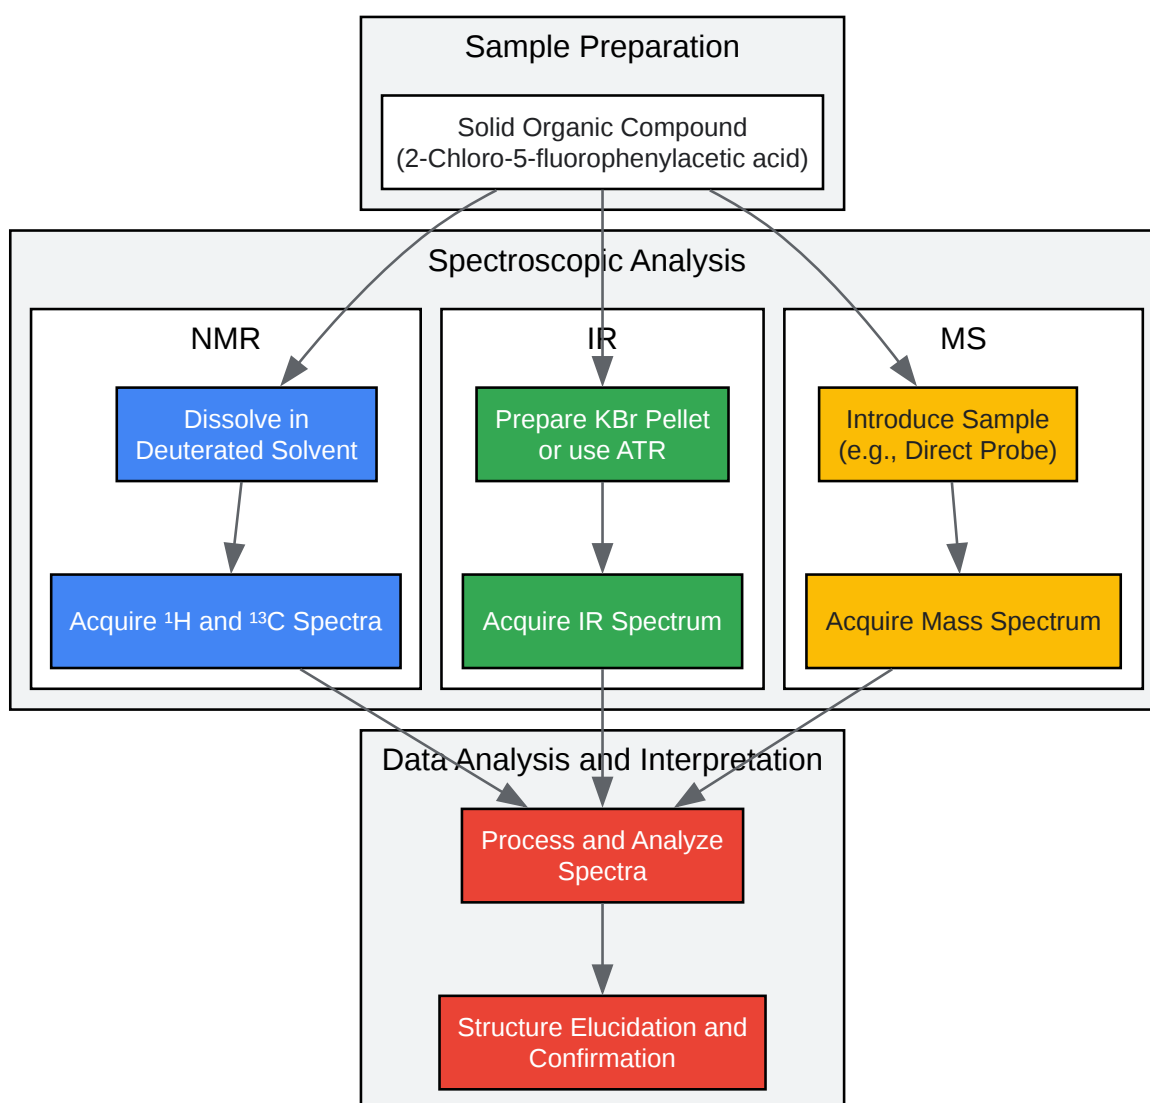 Sample Preparation
Solid Organic Compound
(2-Chloro-5-fluorophenylacetic acid)
Spectroscopic Analysis
NMR
IR
MS
Dissolve in
Deuterated Solvent
Prepare KBr Pellet
or use ATR
Introduce Sample
(e.g., Direct Probe)
Acquire ¹H and ¹³C Spectra
Acquire IR Spectrum
Acquire Mass Spectrum
Data Analysis and Interpretation
Process and Analyze
Spectra
Structure Elucidation and
Confirmation